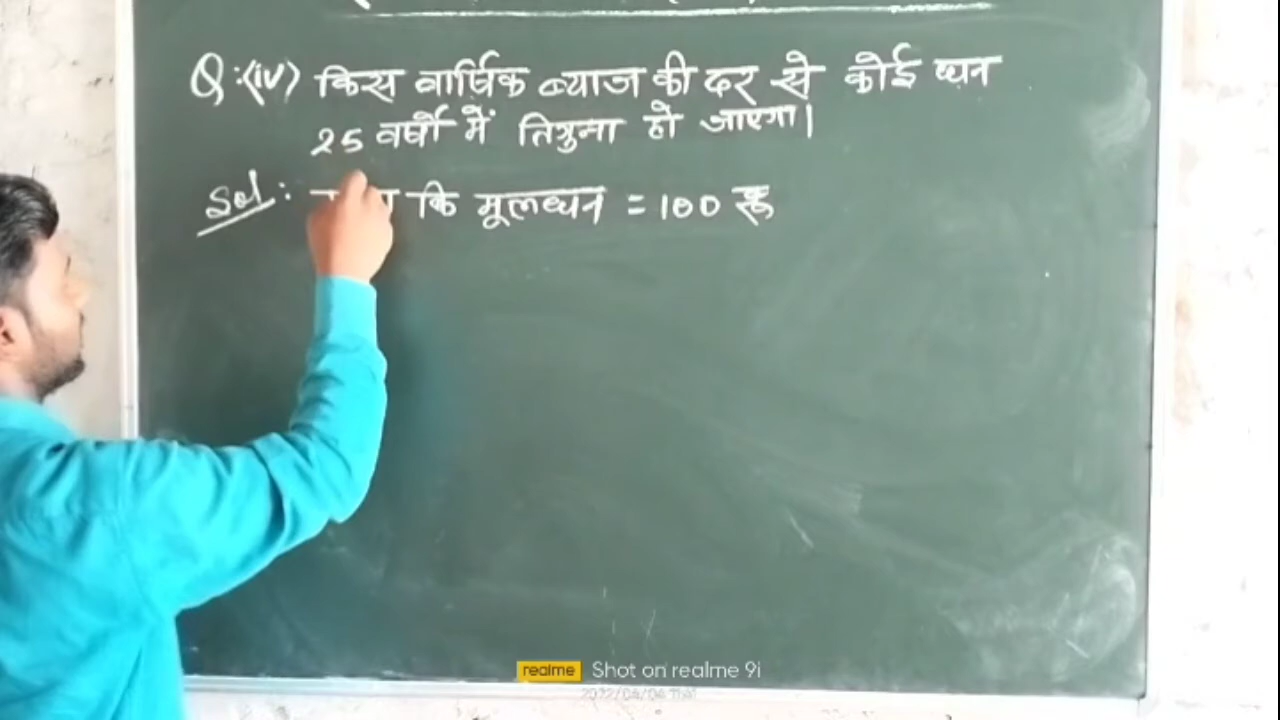 Q:(iv) किस वार्षिक ब्याज की दर से कोई धन
25 वर्षो में तिगुना हो जाएगा।
Sol: कि मूलधन = 100 रू
realme Shot on realme 9i